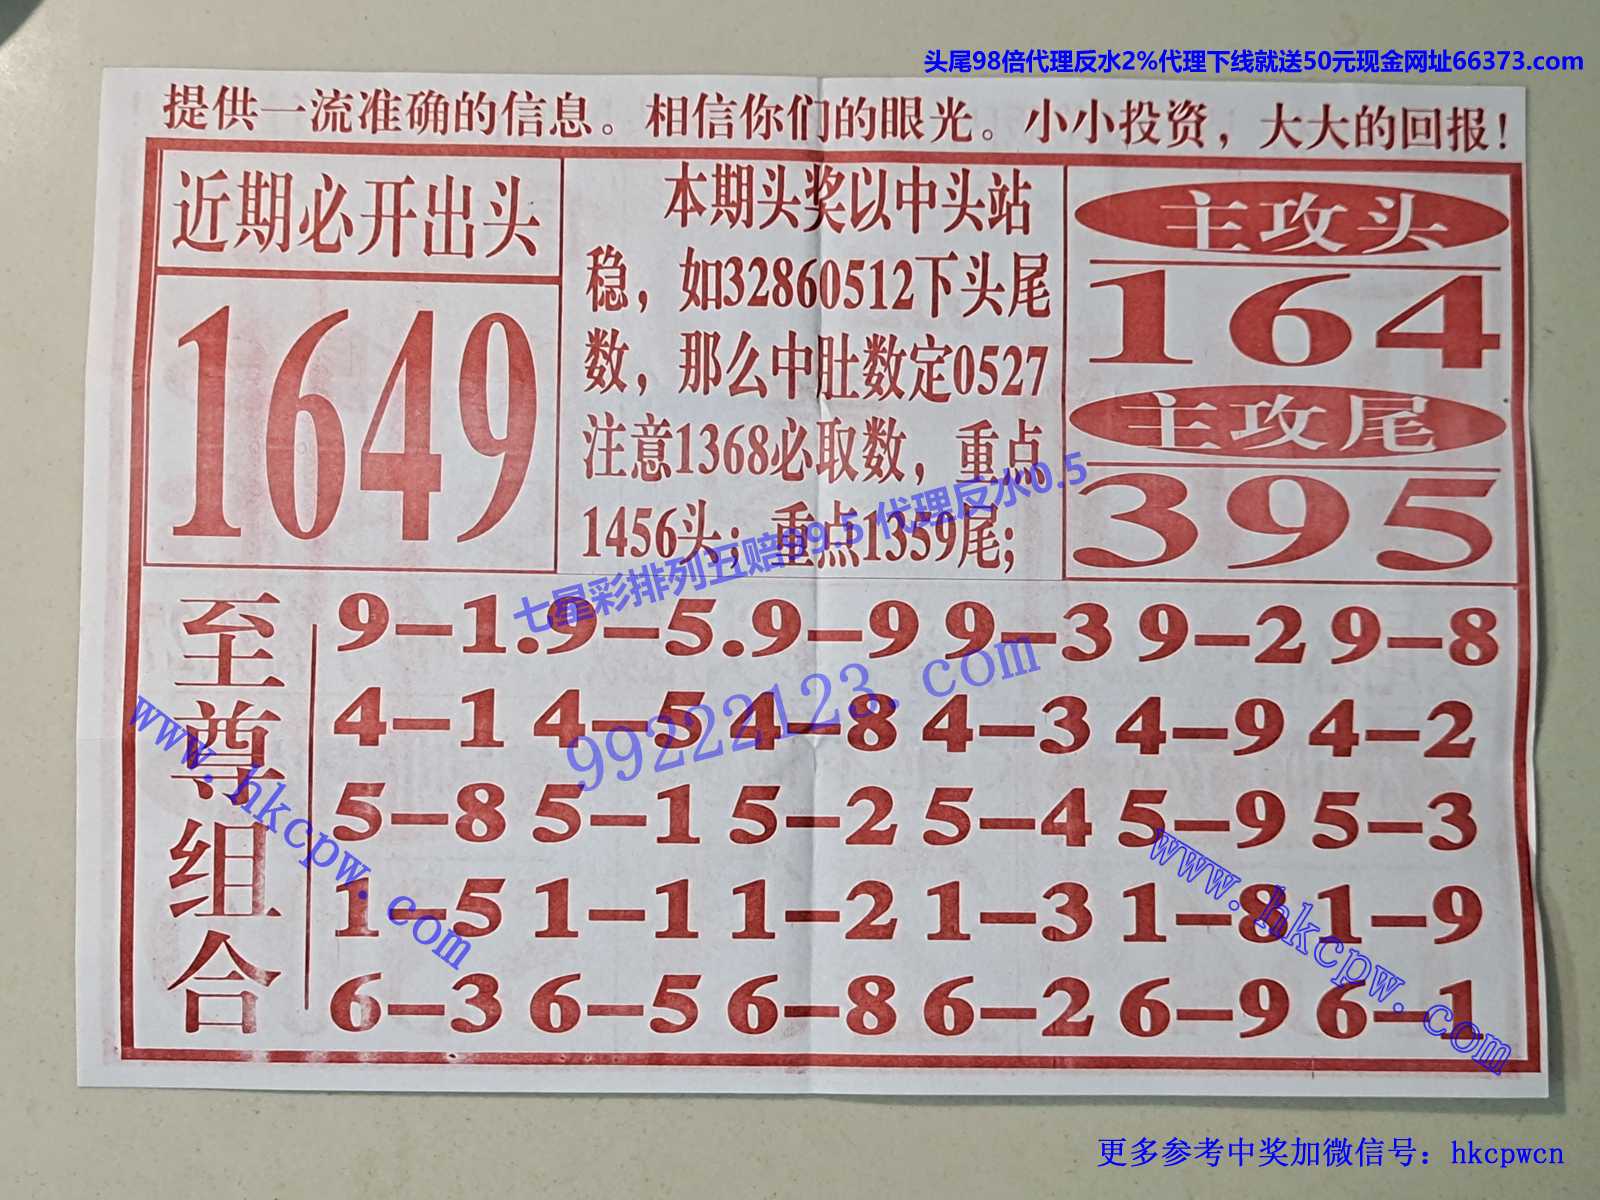 头尾98倍代理反水2%代理下线就送50元现金网址66373.com
提供一流准确的信息。相信你们的眼光。小小投资，大大的回报！
近期必开出头
1649
本期头奖以中头站
稳，如32860512下头尾
数，那么中肚数定0527
注意1368必取数，重点
1456头；重点1359尾；
主攻头
164
主攻尾
395
七星彩排列五赔99.5 代理反水0.5
99222123.com
至尊组合
9—1.9—5.9—9 9—3 9—2 9—8
4—1 4—5 4—8 4—3 4—9 4—2
5—8 5—1 5—2 5—4 5—9 5—3
1—5 1—1 1—2 1—3 1—8 1—9
6—3 6—5 6—8 6—2 6—9 6—1
www.hkcpw.com
www.hkcpw.com
更多参考中奖加微信号：hkcpwcn